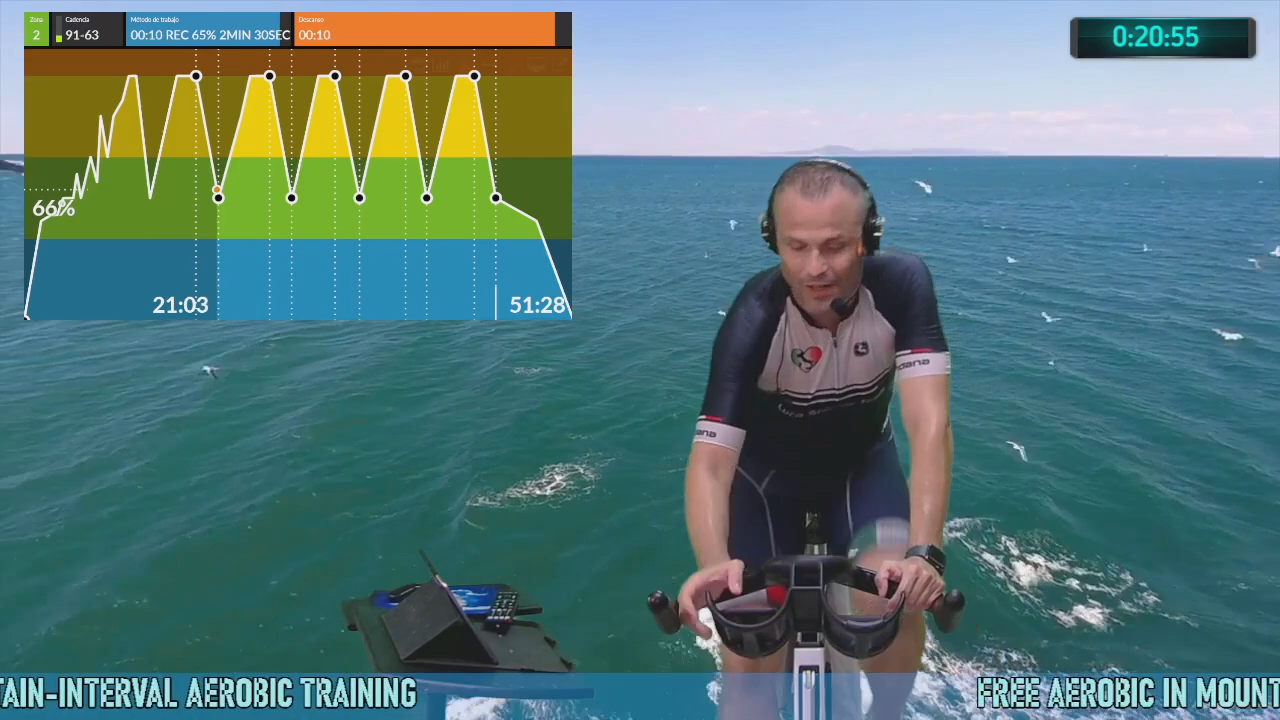 Zona
2
Cadencia
91-63
Método de trabajo
00:10 REC 65% 2MIN 30SEC
Descanso
00:10
0:20:55
66%
21:03
51:28
TAIN-INTERVAL AEROBIC TRAINING
FREE AEROBIC IN MOUNT